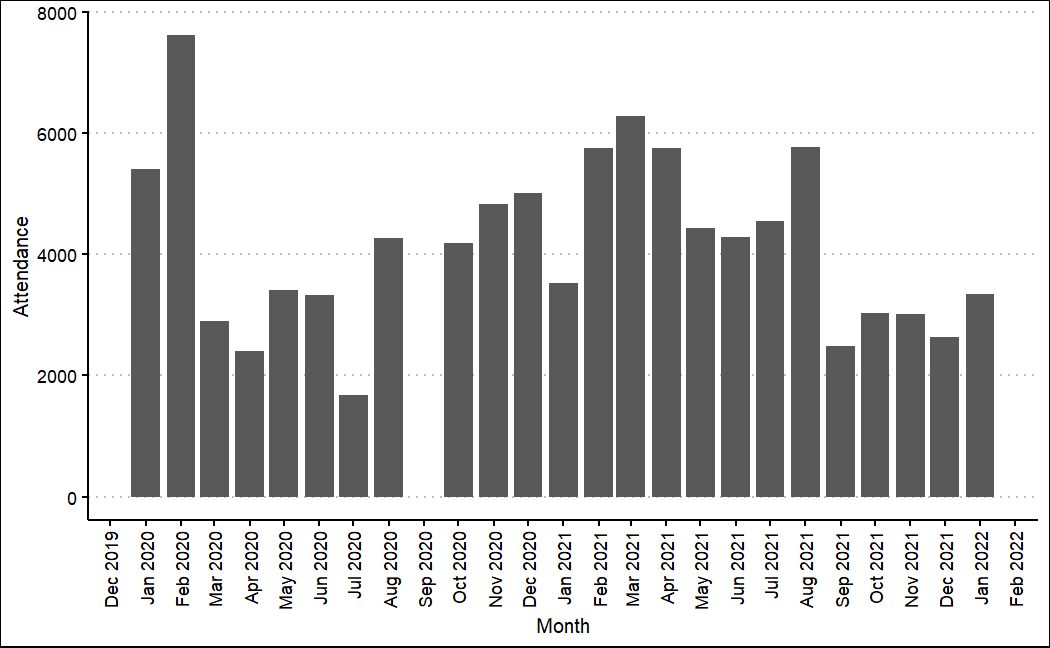 8000
6000
4000
2000
0
Attendance
Dec 2019
Jan 2020
Feb 2020
Mar 2020
Apr 2020
May 2020
Jun 2020
Jul 2020
Aug 2020
Sep 2020
Oct 2020
Nov 2020
Dec 2020
Jan 2021
Feb 2021
Mar 2021
Apr 2021
May 2021
Jun 2021
Jul 2021
Aug 2021
Sep 2021
Oct 2021
Nov 2021
Dec 2021
Jan 2022
Feb 2022
Month